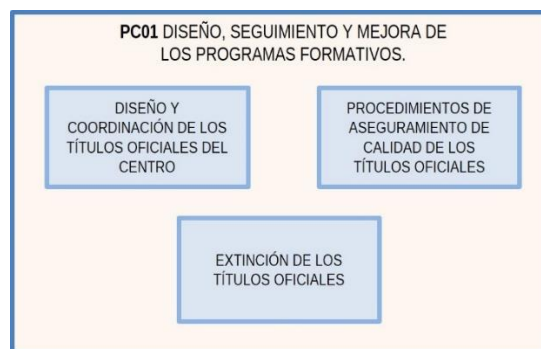 PC01 DISEÑO, SEGUIMIENTO Y MEJORA DE
LOS PROGRAMAS FORMATIVOS.
DISEÑO Y
COORDINACIÓN DE LOS
TÍTULOS OFICIALES DEL
CENTRO
PROCEDIMIENTOS DE
ASEGURAMIENTO DE
CALIDAD DE LOS
TÍTULOS OFICIALES
EXTINCIÓN DE LOS
TÍTULOS OFICIALES